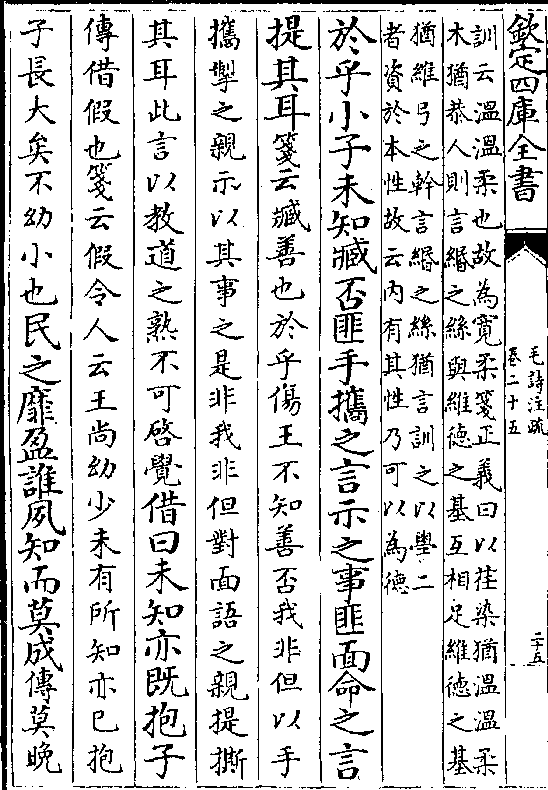 欽定四庫全書
毛詩注疏
卷二十五
二十五
訓云溫溫柔也故為寛柔箋正義曰以荏染猶溫溫柔
木猶恭人則言緡之絲與維徳之基互相足維徳之基
猶維弓之幹言緡之絲猶言訓之以學二
者資於本性故云内有其性乃可以為徳
於乎小子未知臧否匪手攜之言示之事匪面命之言
提其耳箋云臧善也於乎傷王不知善否我非但以手
攜掣之親示以其事之是非我非但對面語之親提撕
其耳此言以教道之熟不可啓覺借曰未知亦既抱子
傳借假也箋云假令人云王尚幼少未有所知亦已抱
子長大矣不幼小也民之靡盈誰夙知而莫成傳莫晩